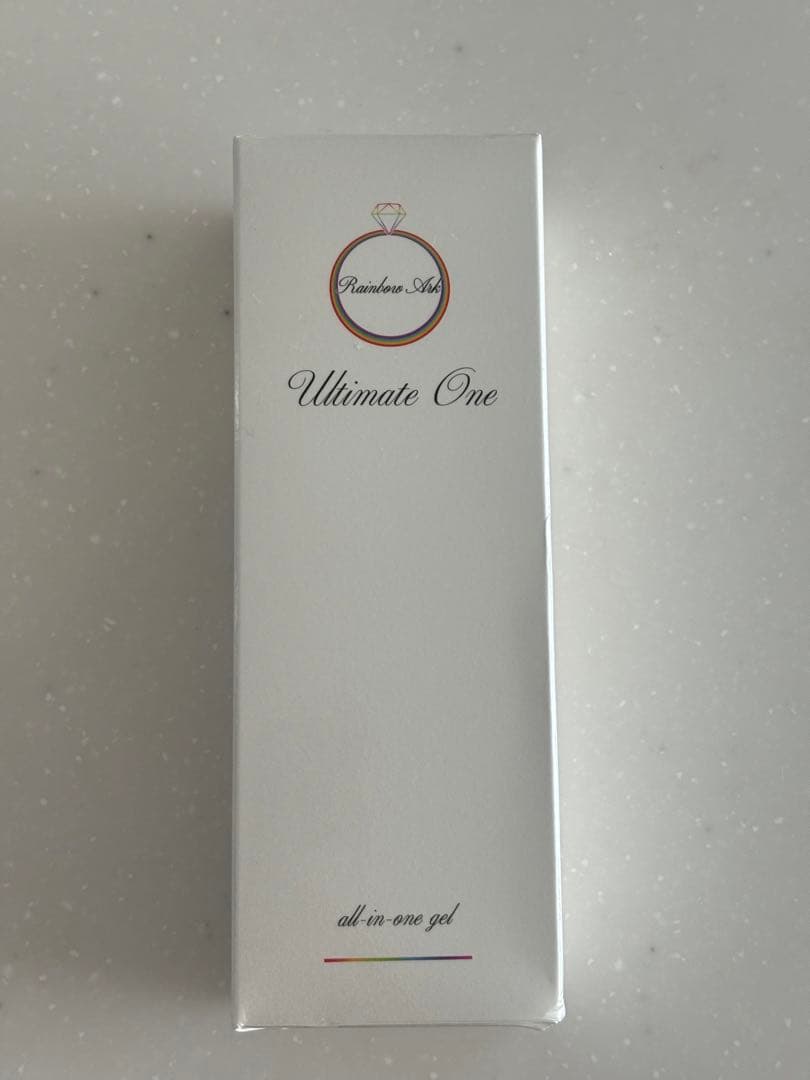 Rainbow Ark
Ultimate One
all-in-one gel